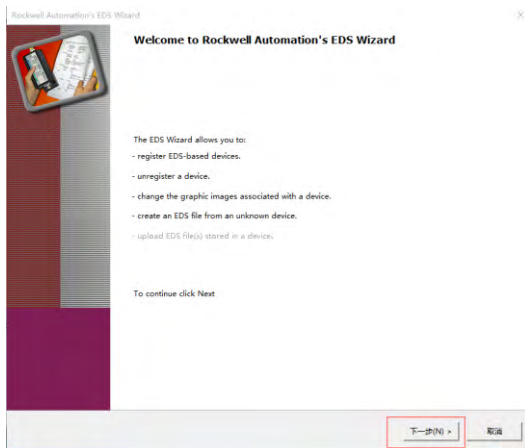 Rockwell Automation's EDS Wizard
Welcome to Rockwell Automation's EDS Wizard
The EDS Wizard allows you to:
- register EDS-based devices.
- unregister a device.
- change the graphic images associated with a device.
- create an EDS file from an unknown device.
- upload EDS file(s) stored in a device.
To continue click Next
下一步(N) > 取消